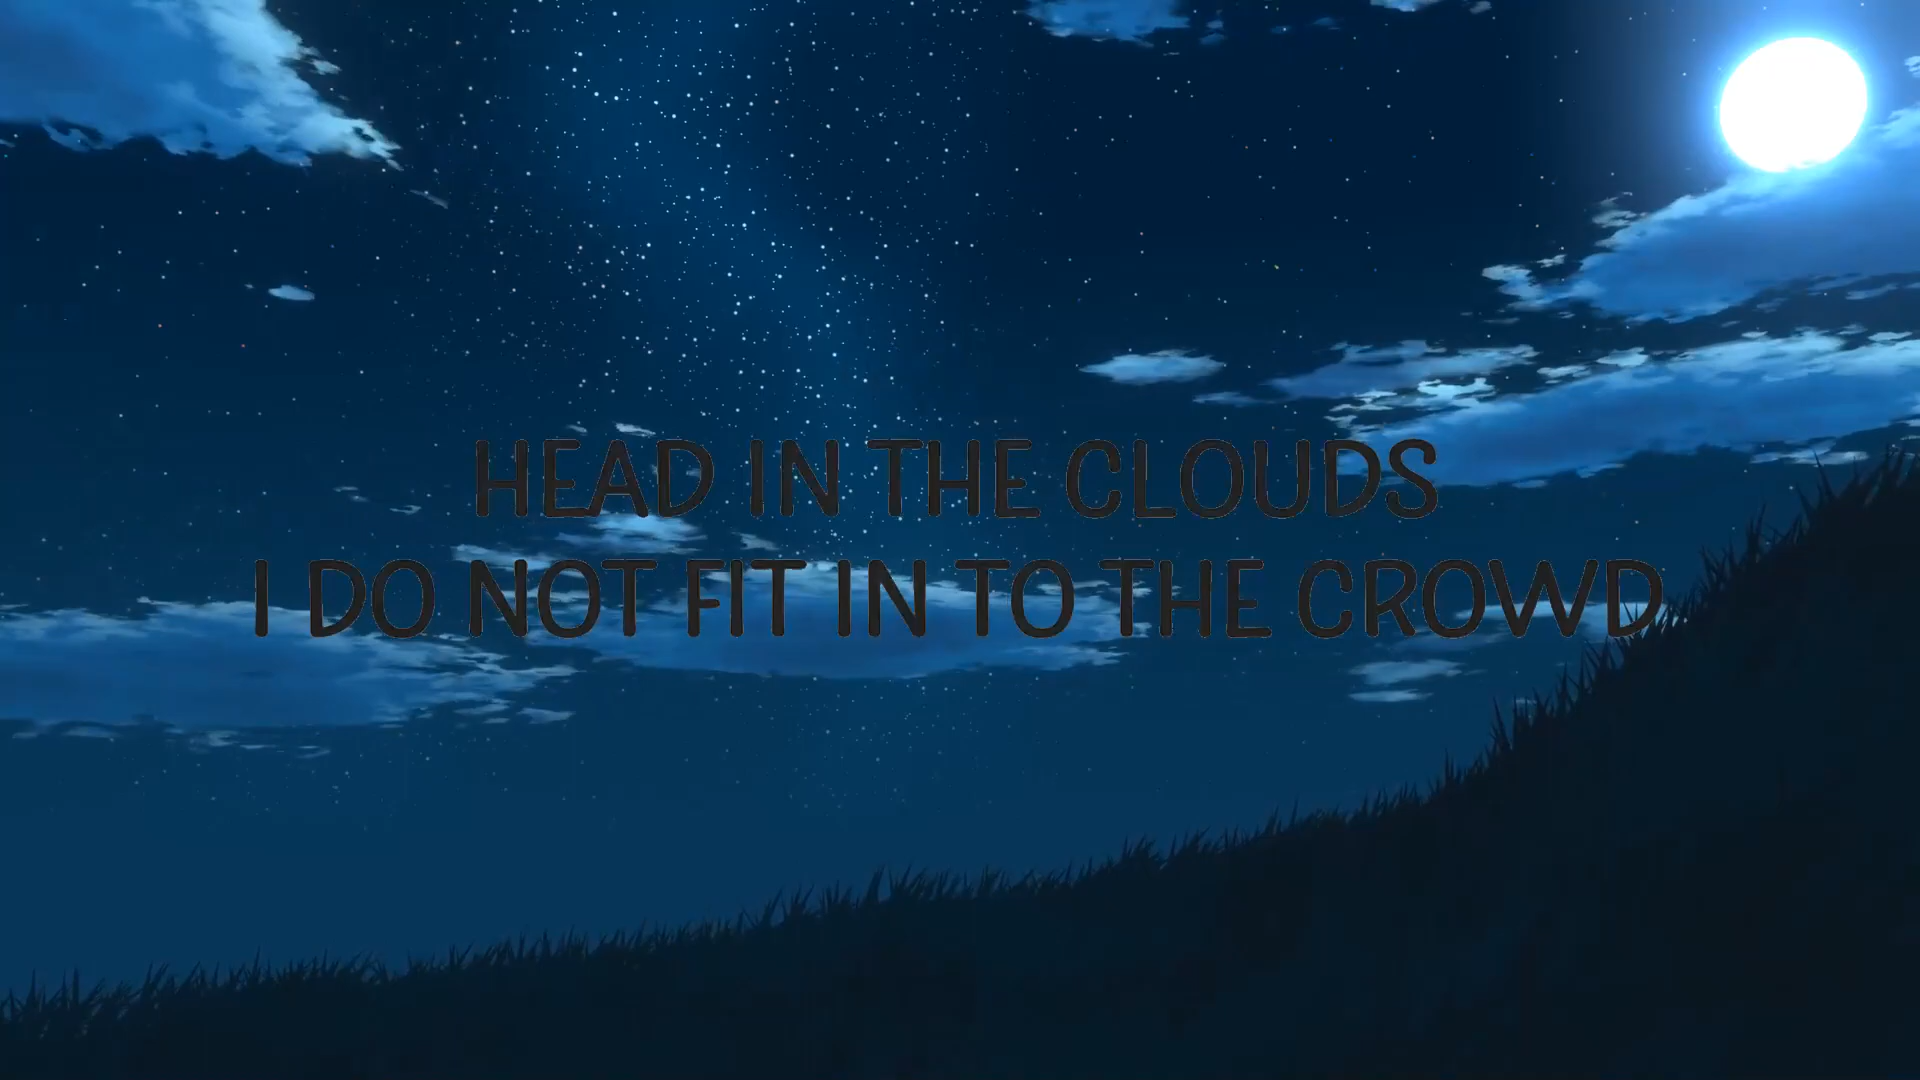 HEAD IN THE CLOUDS
I DO NOT FIT IN TO THE CROWD